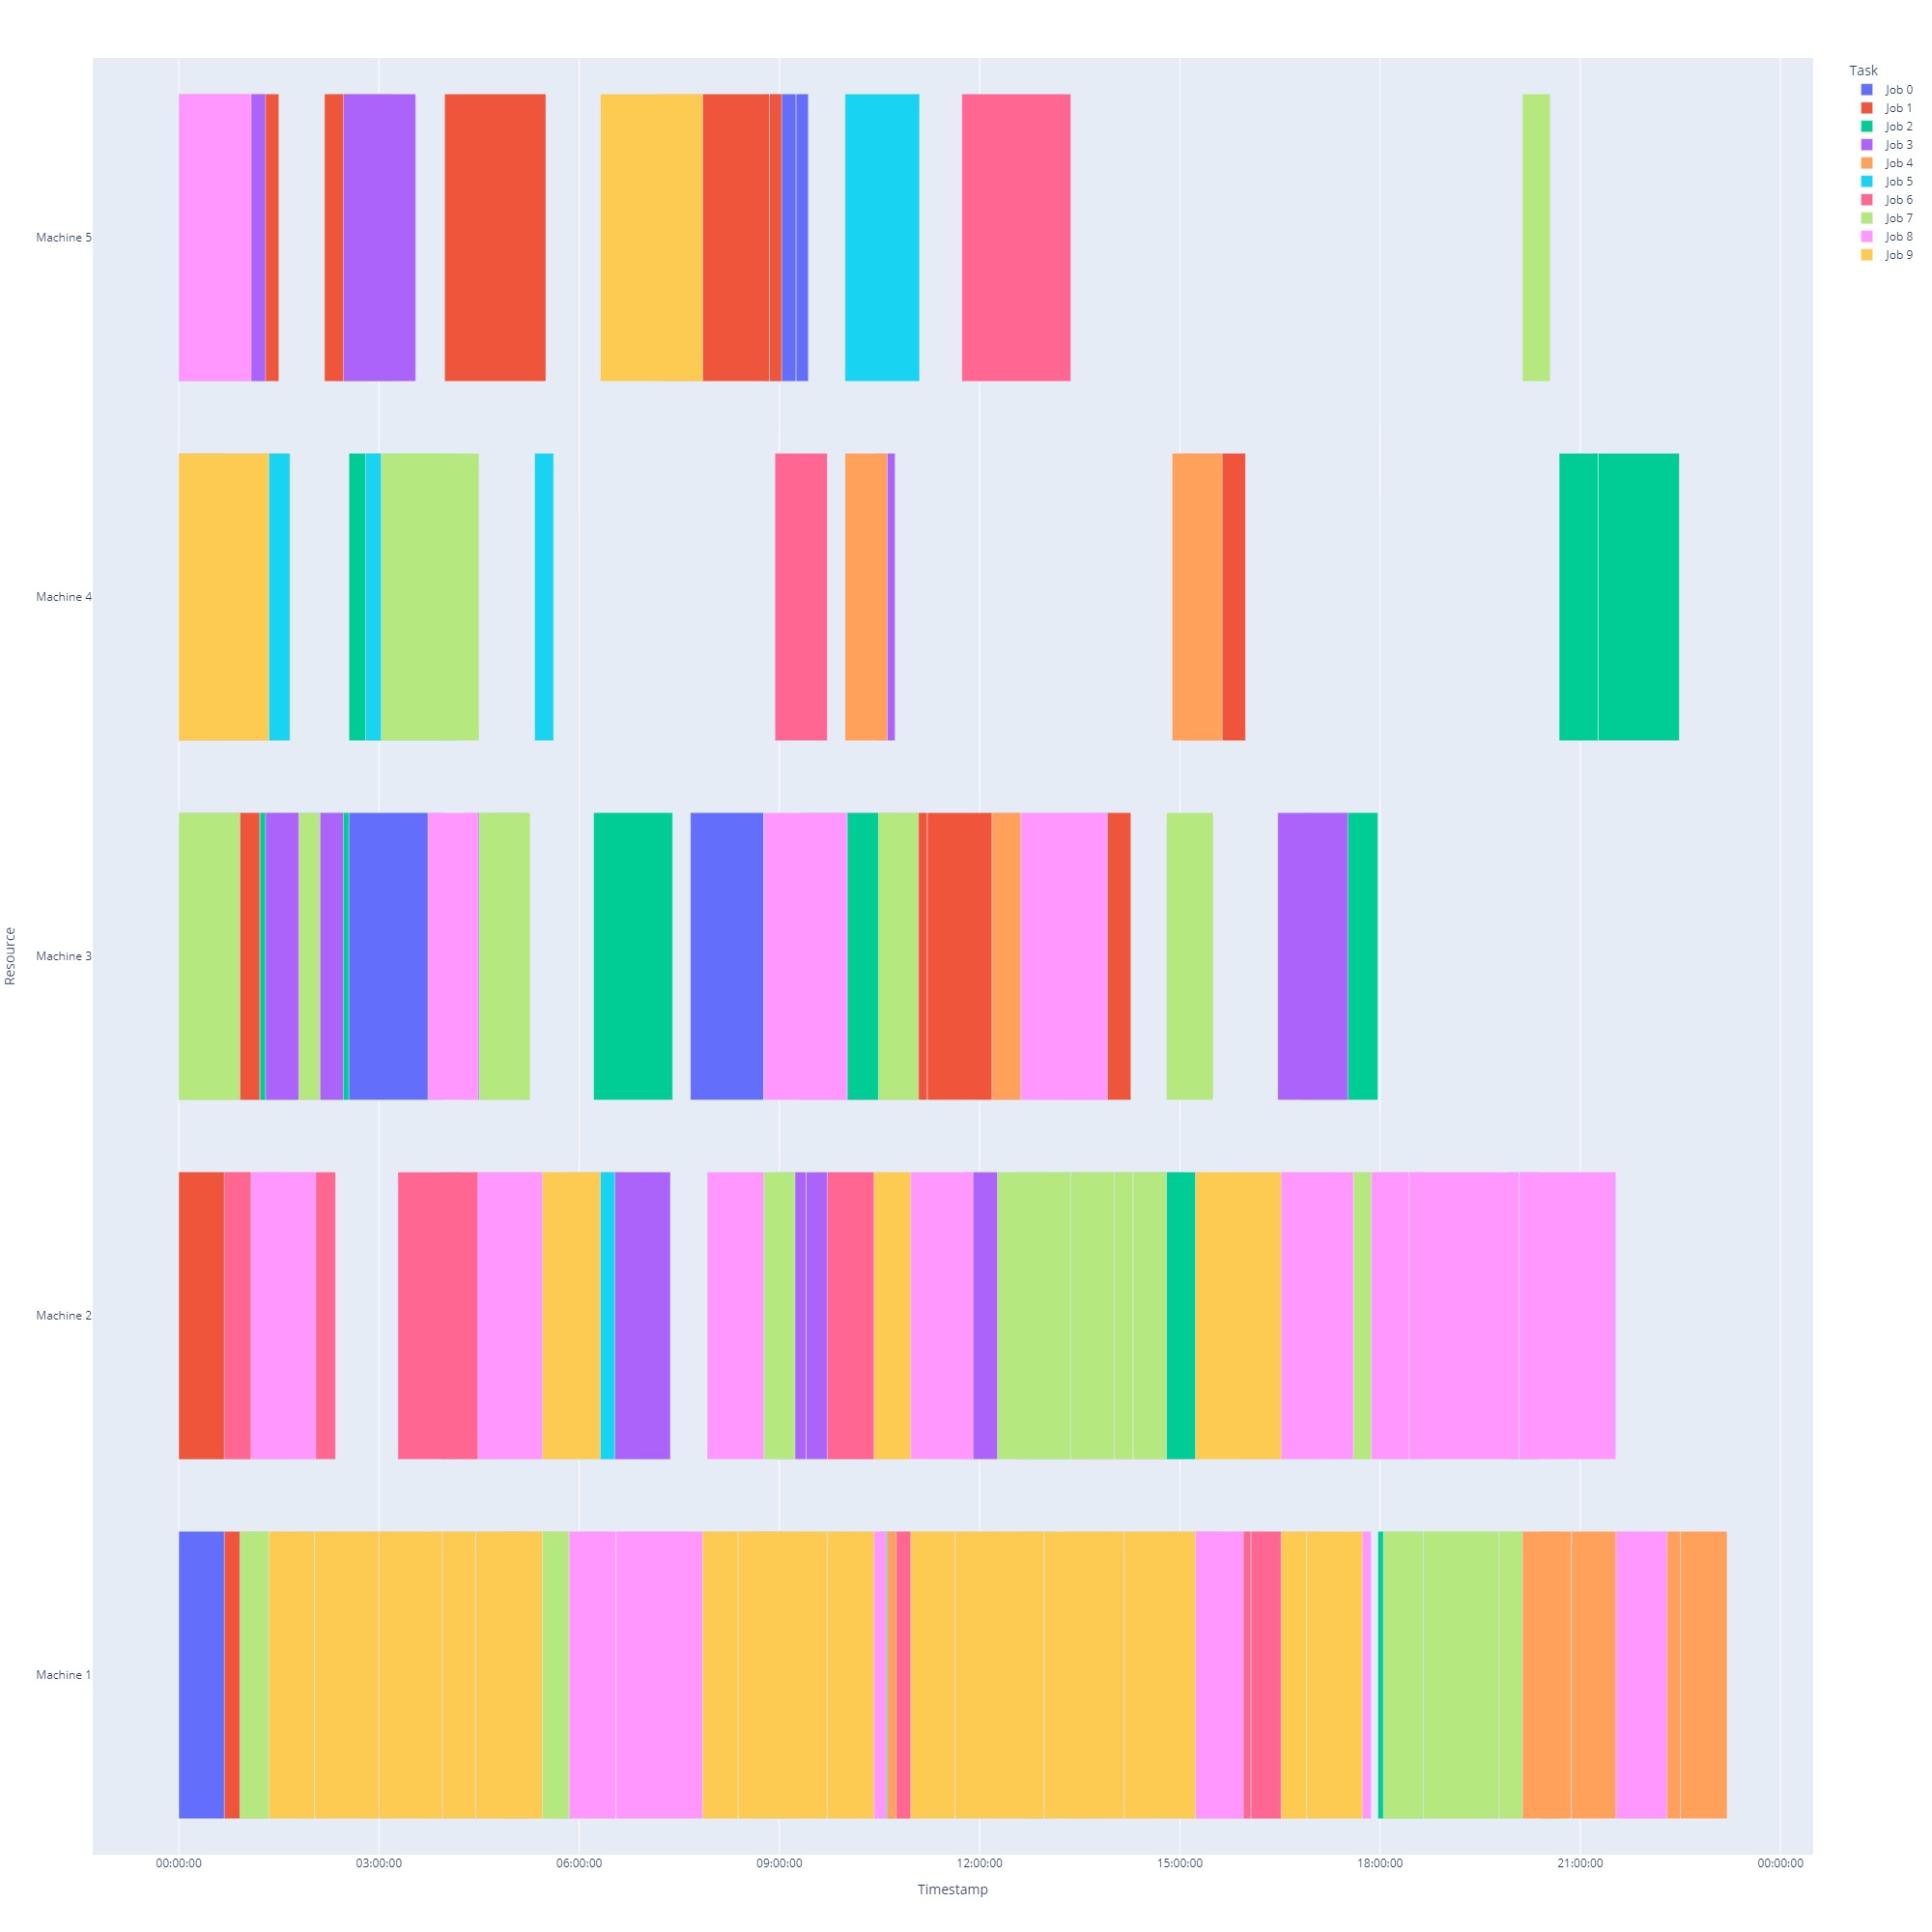 Task
Job 0
Job 1
Job 2
Job 3
Job 4
Job 5
Job 6
Job 7
Job 8
Job 9
Machine 5
Machine 4
Machine 3
Resource
Machine 2
Machine 1
00:00:00 03:00:00 06:00:00 09:00:00 12:00:00 15:00:00 18:00:00 21:00:00 00:00:00
Timestamp